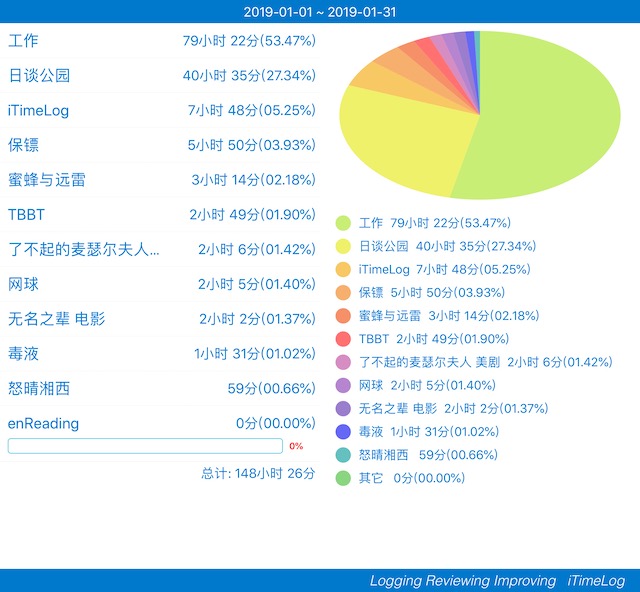 2019-01-01 ~ 2019-01-31
工作 79小时 22分(53.47%)
日谈公园 40小时 35分(27.34%)
iTimeLog 7小时 48分(05.25%)
保镖 5小时 50分(03.93%)
蜜蜂与远雷 3小时 14分(02.18%)
TBBT 2小时 49分(01.90%)
了不起的麦瑟尔夫人... 2小时 6分(01.42%)
网球 2小时 5分(01.40%)
无名之辈 电影 2小时 2分(01.37%)
毒液 1小时 31分(01.02%)
怒晴湘西 59分(00.66%)
enReading 0分(00.00%)
0%
总计: 148小时 26分
工作 79小时 22分(53.47%)
日谈公园 40小时 35分(27.34%)
iTimeLog 7小时 48分(05.25%)
保镖 5小时 50分(03.93%)
蜜蜂与远雷 3小时 14分(02.18%)
TBBT 2小时 49分(01.90%)
了不起的麦瑟尔夫人 美剧 2小时 6分(01.42%)
网球 2小时 5分(01.40%)
无名之辈 电影 2小时 2分(01.37%)
毒液 1小时 31分(01.02%)
怒晴湘西 59分(00.66%)
其它 0分(00.00%)
Logging Reviewing Improving iTimeLog